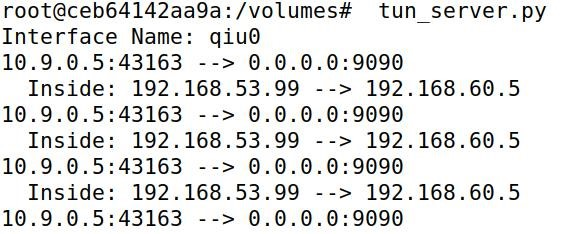 root@ceb64142aa9a:/volumes#  tun_server.py
Interface Name: qiu0
10.9.0.5:43163 --> 0.0.0.0:9090
  Inside: 192.168.53.99 --> 192.168.60.5
10.9.0.5:43163 --> 0.0.0.0:9090
  Inside: 192.168.53.99 --> 192.168.60.5
10.9.0.5:43163 --> 0.0.0.0:9090
  Inside: 192.168.53.99 --> 192.168.60.5
10.9.0.5:43163 --> 0.0.0.0:9090